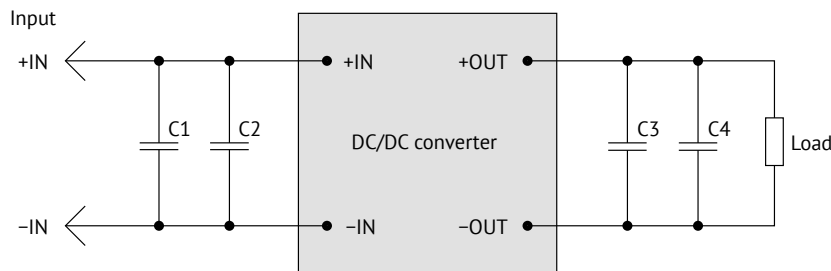 Input
+IN
+IN
+OUT
C1
C2
DC/DC converter
C3
C4
Load
−IN
−IN
−OUT